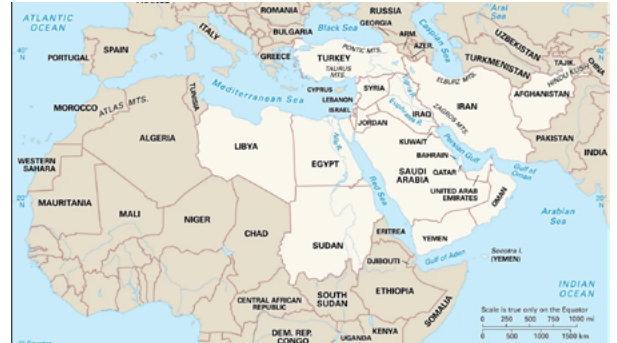 ROMANIA
RUSSIA
Aral
Sea
ATLANTIC
OCEAN
ITALY
BULGARIA
Black Sea
GEORGIA
Caspian Sea
UZBEKISTAN
ARM.
AZER.
40°
PORTUGAL
SPAIN
GREECE
TURKEY
PONTIC MTS.
TAURUS
MTS.
TURKMENISTAN
TAJIK.
CHINA
40°
HINDU KUSH
ELBURZ MTS.
Mediterranean Sea
CYPRUS
SYRIA
LEBANON
ISRAEL
Euphrates R.
IRAQ
IRAN
ZAGROS MTS.
AFGHANISTAN
MOROCCO
ATLAS MTS.
TUNISIA
JORDAN
ALGERIA
LIBYA
EGYPT
KUWAIT
Persian Gulf
PAKISTAN
INDIA
BAHRAIN
WESTERN
SAHARA
SAUDI
ARABIA
QATAR
Gulf of
Oman
UNITED ARAB
EMIRATES
OMAN
20°
MAURITANIA
MALI
NIGER
CHAD
SUDAN
Red Sea
ERITREA
YEMEN
Arabian
Sea
20°
DJIBOUTI
Gulf of Aden
Socotra I.
(YEMEN)
CENTRAL AFRICAN
REPUBLIC
SOUTH
SUDAN
ETHIOPIA
SOMALIA
INDIAN
OCEAN
Scale is true only on the Equator
0 250 500 750 1000 mi
0 500 1000 1500 km
DEM. REP.
CONGO
UGANDA
KENYA